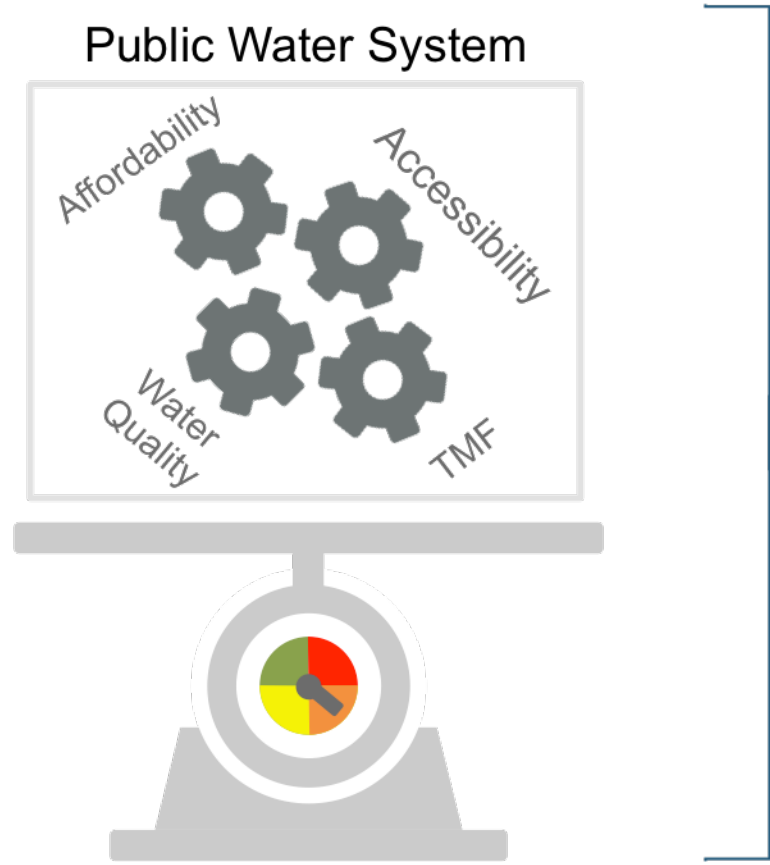 Public Water System
Affordability
Accessibility
Water
Quality
TMF